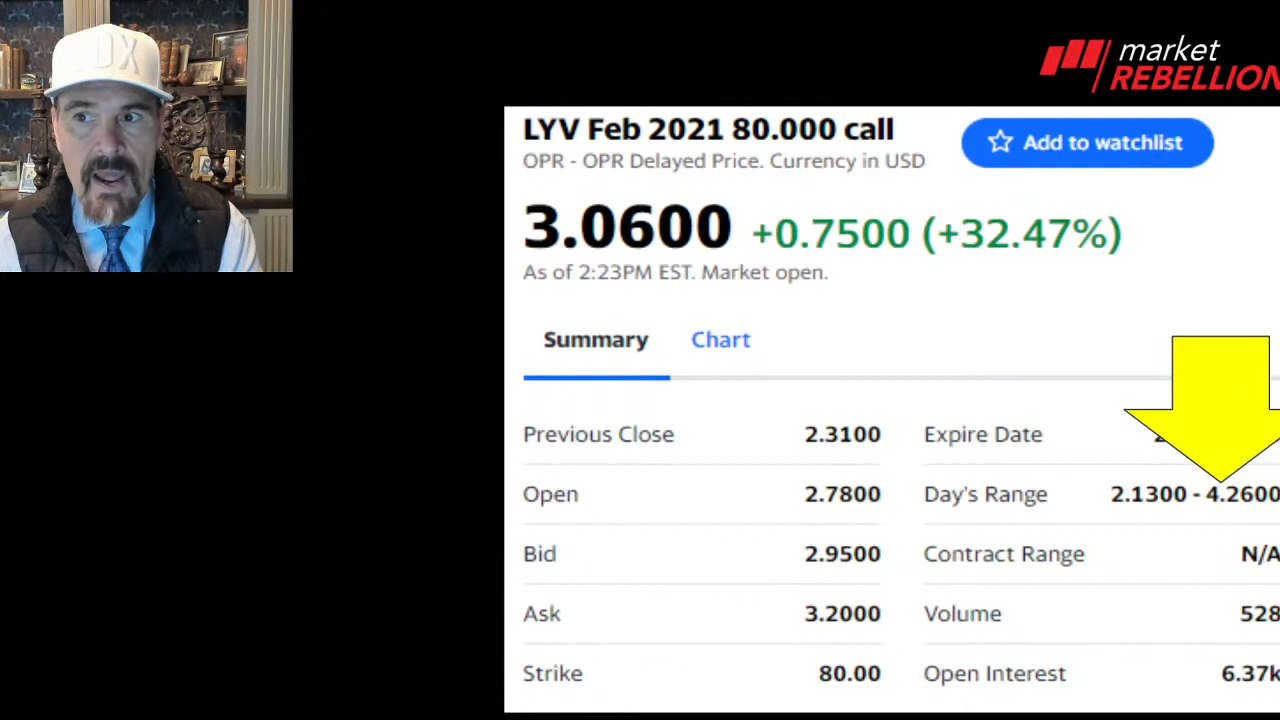 DX
market
REBELLION
LYV Feb 2021 80.000 call
Add to watchlist
OPR - OPR Delayed Price. Currency in USD
3.0600 +0.7500 (+32.47%)
As of 2:23PM EST. Market open.
Summary Chart
Previous Close 2.3100 Expire Date
Open 2.7800 Day's Range 2.1300 - 4.2600
Bid 2.9500 Contract Range N/A
Ask 3.2000 Volume 528
Strike 80.00 Open Interest 6.37k